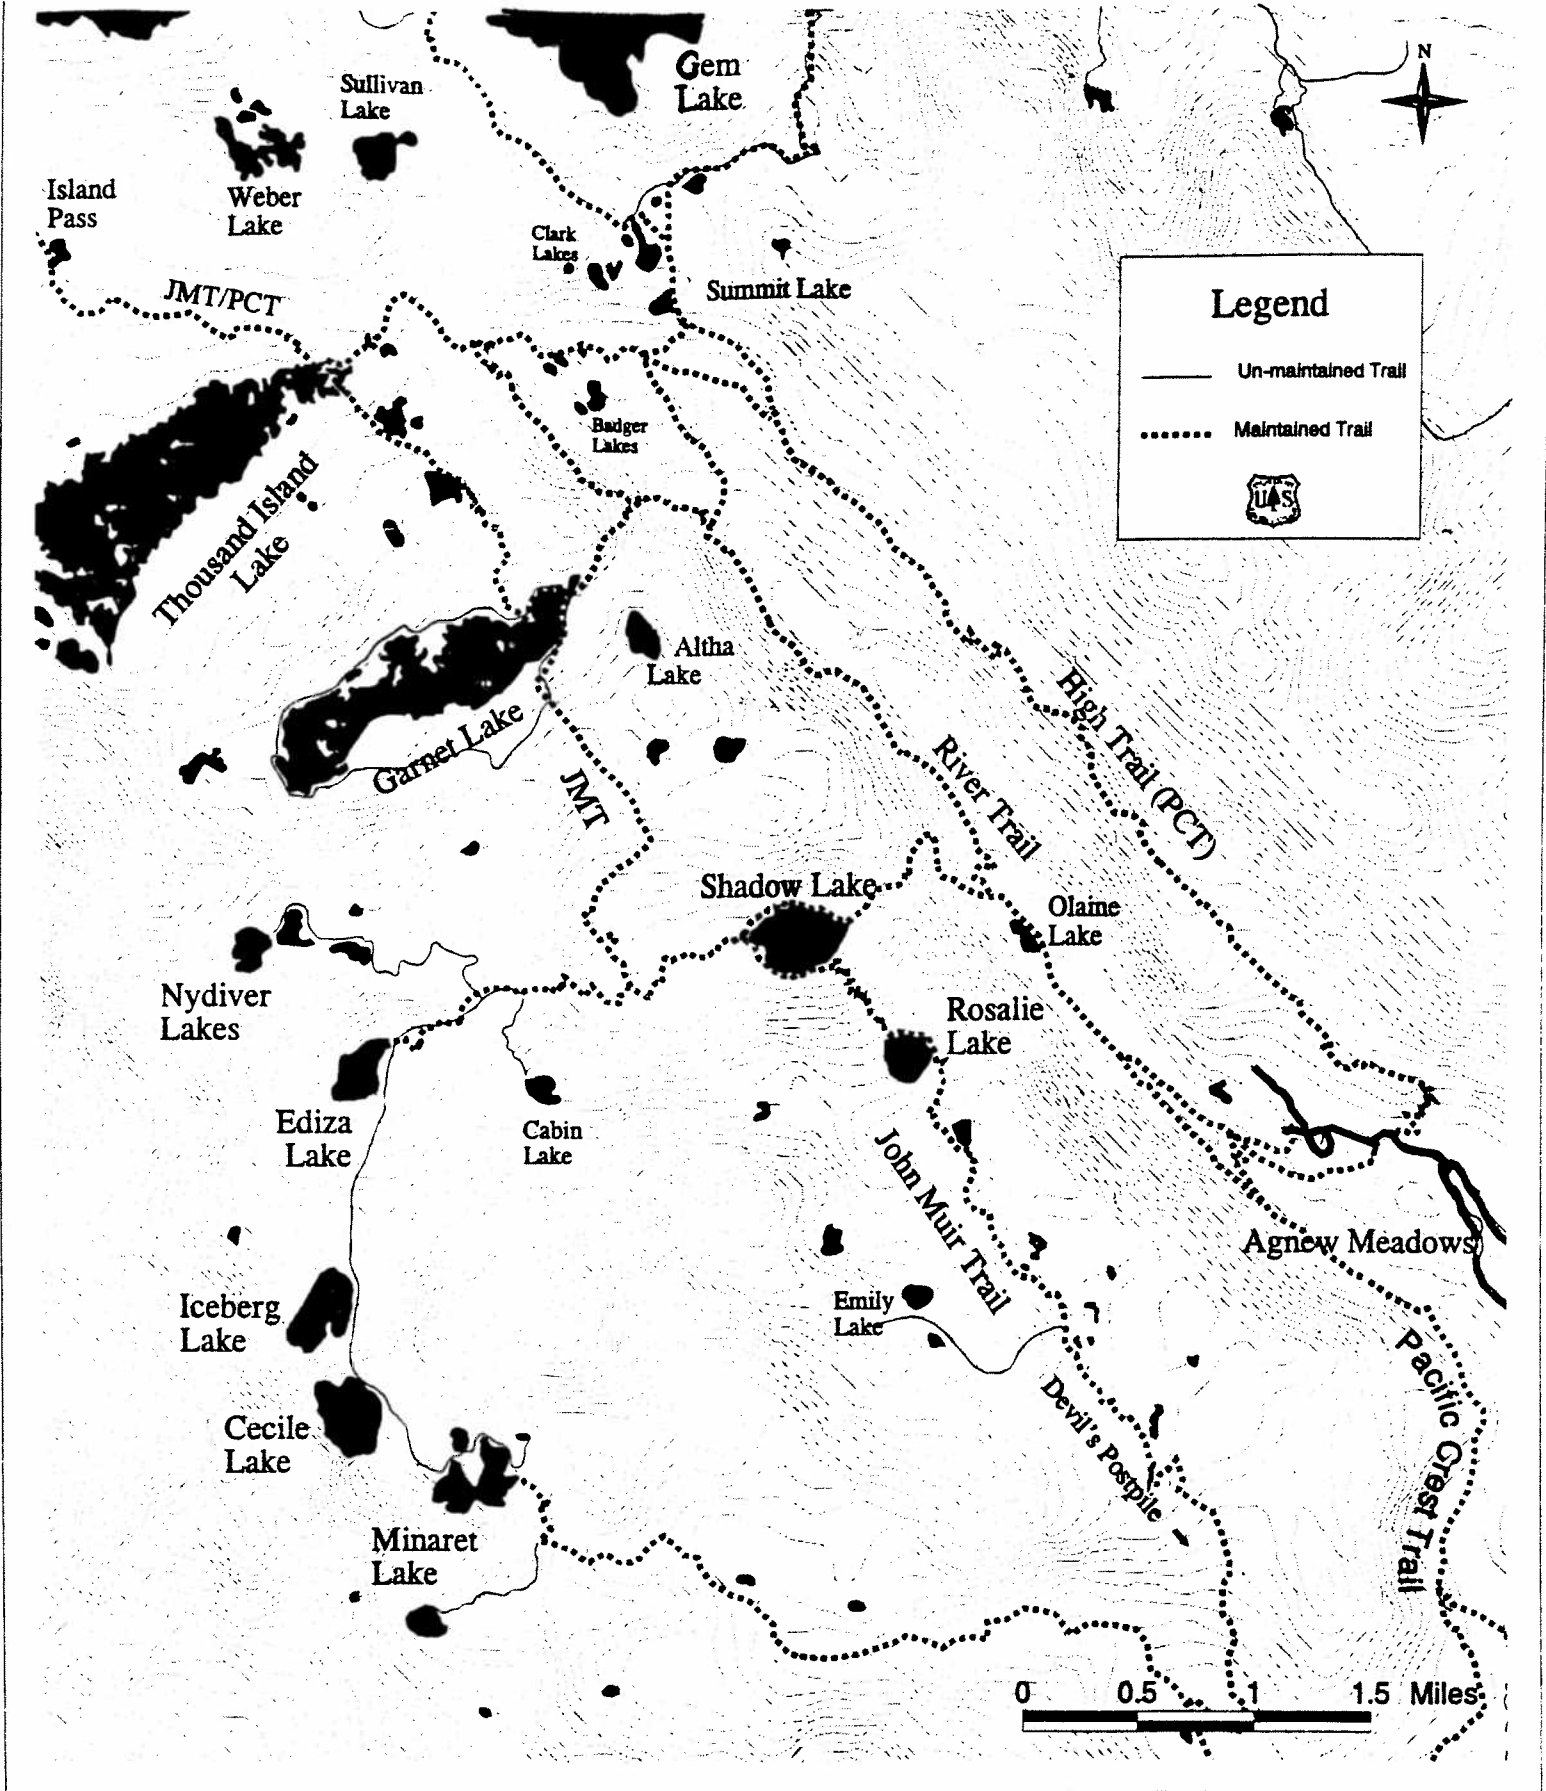 Gem
Lake
Sullivan
Lake
N
Island
Pass
Weber
Lake
Clark
Lakes
Summit Lake
JMT/PCT
Legend
Un-maintained Trail
Maintained Trail
U S
Badger
Lakes
Thousand Island
Lake
Altha
Lake
Garnet Lake
JMT
High Trail (PCT)
River Trail
Shadow Lake
Olaine
Lake
Nydiver
Lakes
Rosalie
Lake
Ediza
Lake
Cabin
Lake
John Muir Trail
Agnew Meadows
Iceberg
Lake
Emily
Lake
Pacific Crest Trail
Devil's Postpile
Cecile
Lake
Minaret
Lake
0 0.5 1 1.5 Miles